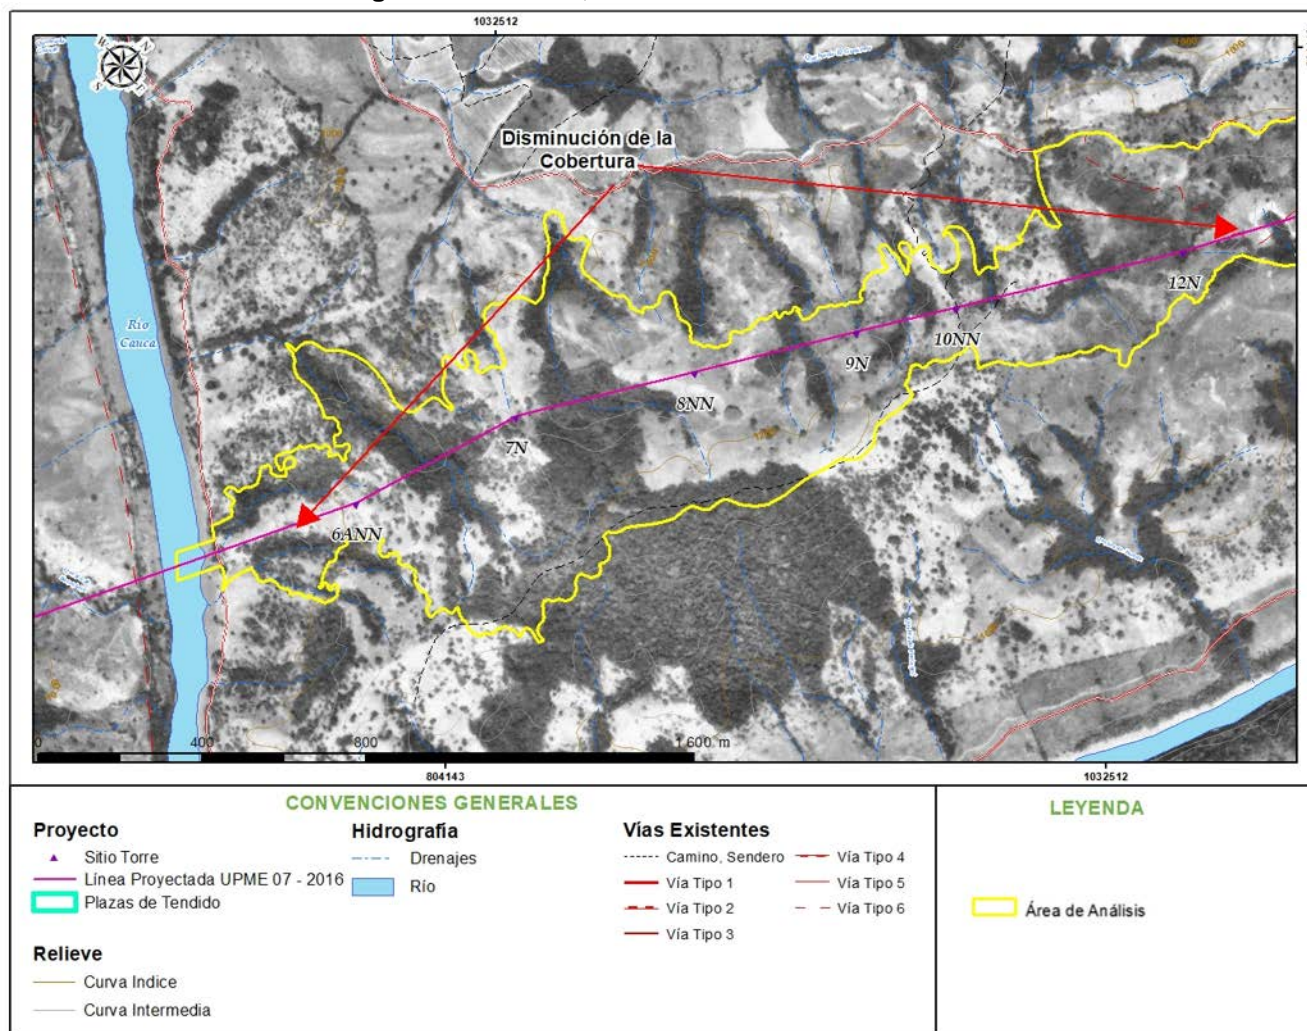 1032512
Disminución de la
Cobertura
Río
Cauca
12N
10NN
9N
8NN
7N
6ANN
0
400
800
1.600 m
804143
1032512
CONVENCIONES GENERALES
Proyecto
Sitio Torre
Línea Proyectada UPME 07 - 2016
Plazas de Tendido
Relieve
Curva Indice
Curva Intermedia
Hidrografía
Drenajes
Río
Vías Existentes
Camino, Sendero
Vía Tipo 1
Vía Tipo 2
Vía Tipo 3
Vía Tipo 4
Vía Tipo 5
Vía Tipo 6
LEYENDA
Área de Análisis